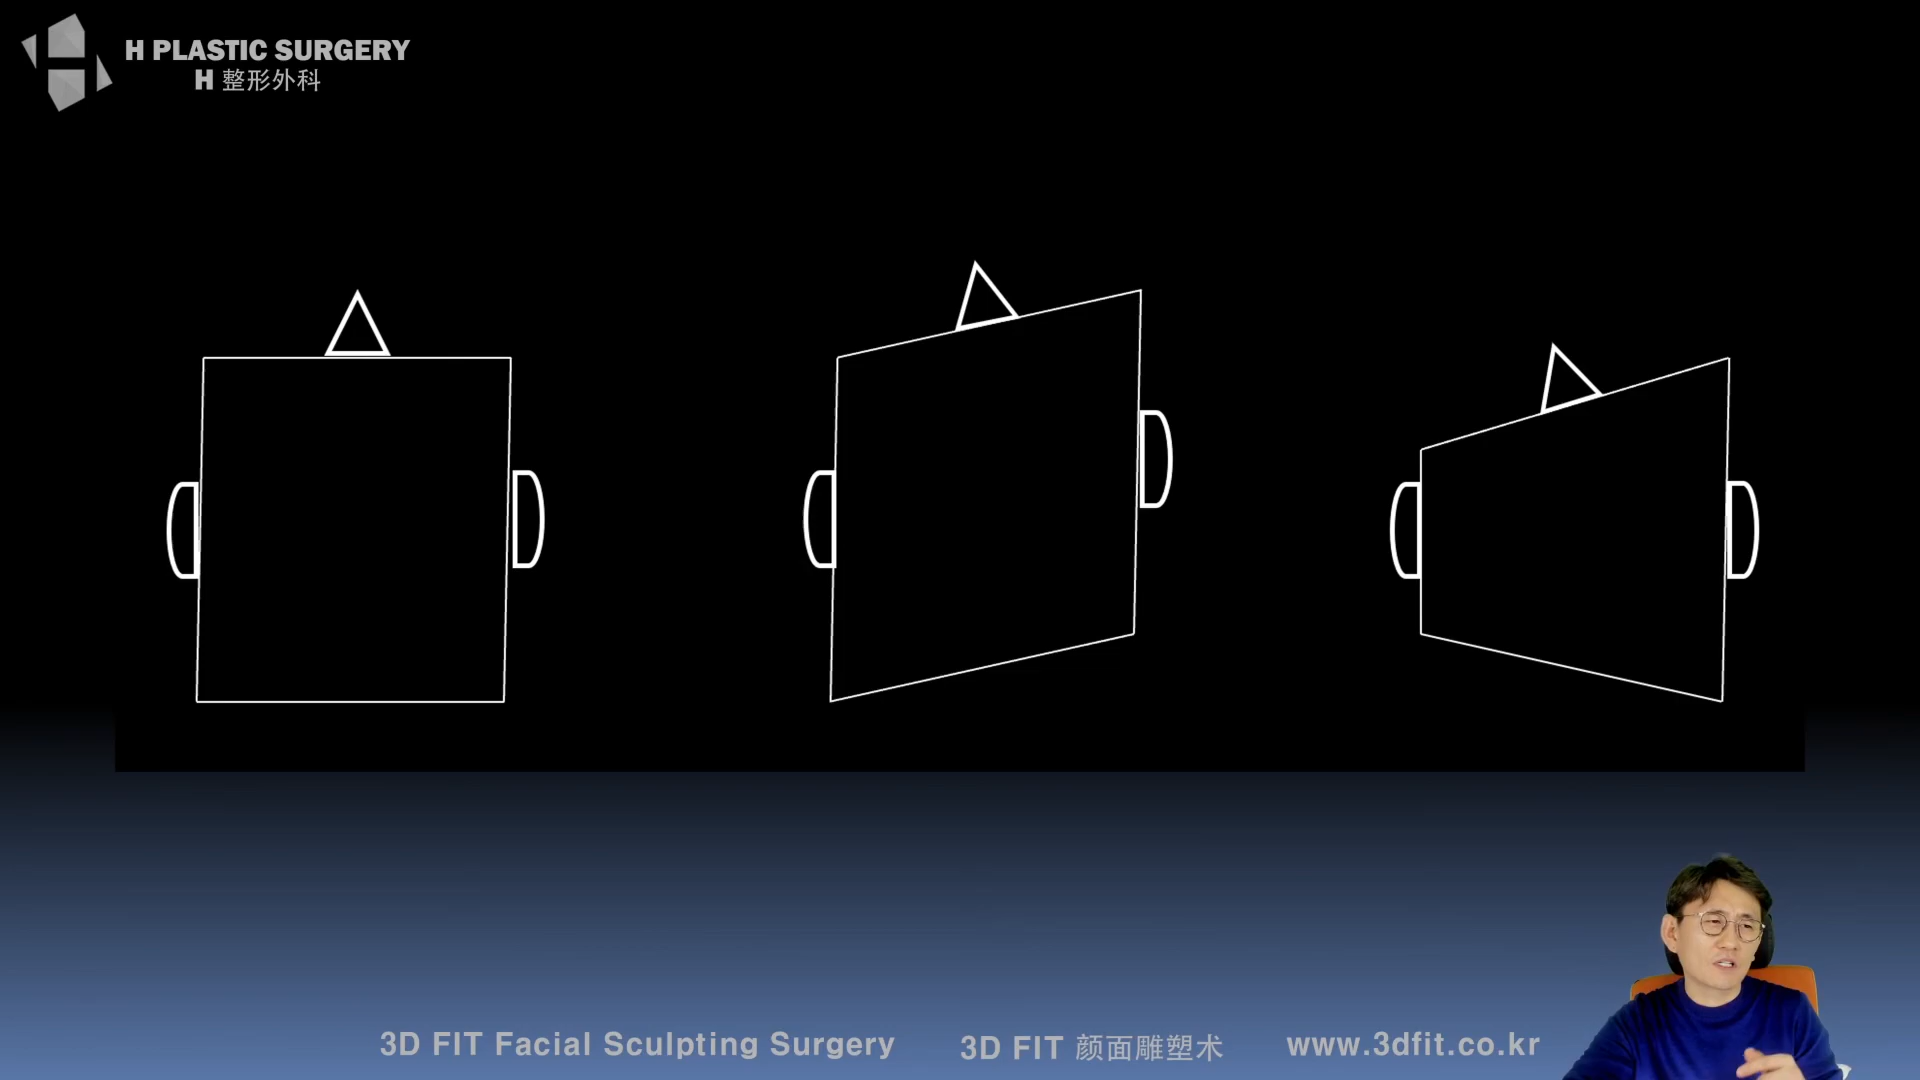 H PLASTIC SURGERY
H 整形外科
3D FIT Facial Sculpting Surgery
3D FIT 颜面雕塑术
www.3dfit.co.kr